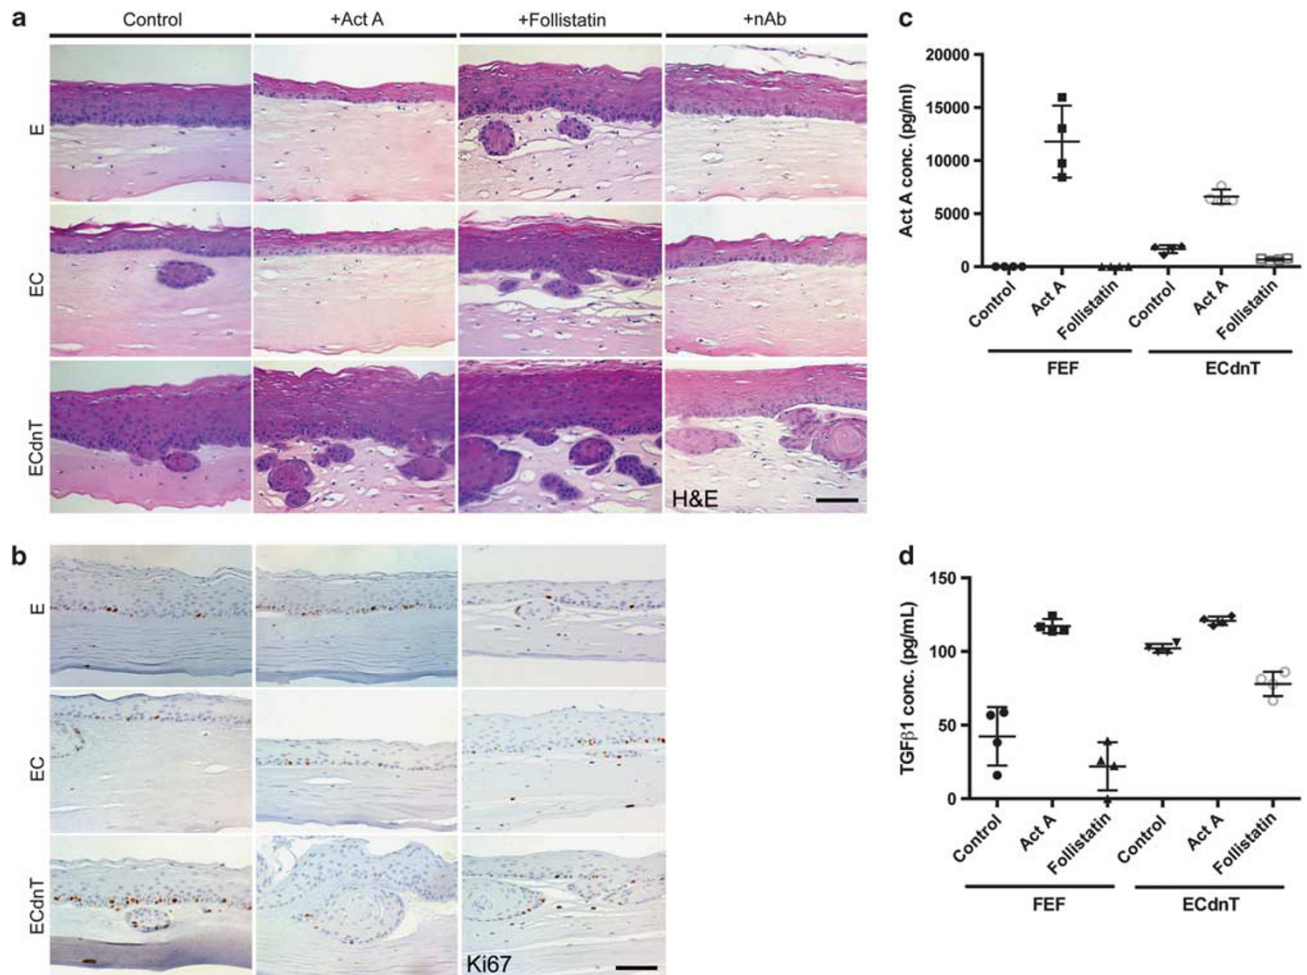 a
Control +Act A +Follistatin +nAb
E
EC
ECdnT
H&E
b
E
EC
ECdnT
Ki67
c
Act A conc. (pg/ml)
20000
15000
10000
5000
0
Control Act A Follistatin Control Act A Follistatin
FEF ECdnT
d
TGFβ1 conc. (pg/mL)
150
100
50
0
Control Act A Follistatin Control Act A Follistatin
FEF ECdnT